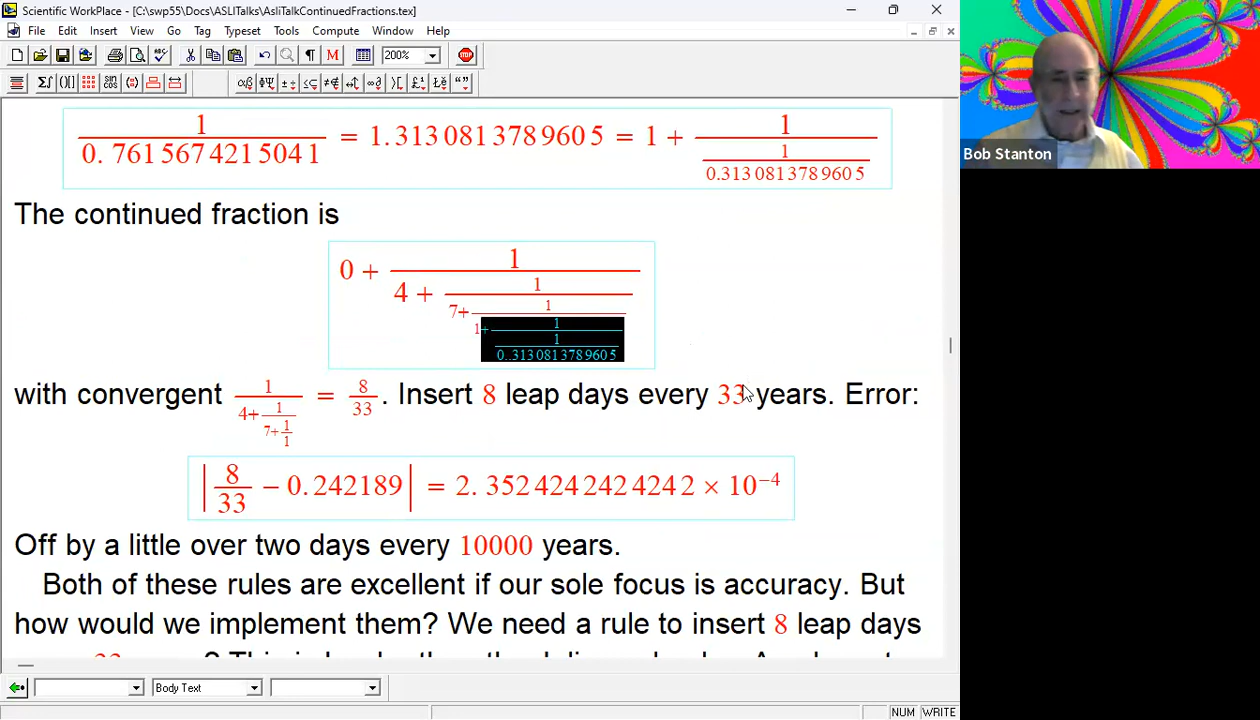 Scientific WorkPlace - [C:\swp55\Docs\ASLITalks\AsliTalkContinuedFractions.tex]
File Edit Insert View Go Tag Typeset Tools Compute Window Help
200%
1 / 0. 761 567 421 504 1 = 1. 313 081 378 960 5 = 1 + 1 / 1 / 0.313 081 378 960 5
Bob Stanton
The continued fraction is
0 + 1 / 4 + 1 / 7+ 1 / 1+ 1 / 1 / 0..313 081 378 960 5
with convergent 1 / 4+ 1 / 7+ 1 / 1 = 8/33 . Insert 8 leap days every 33 years. Error:
| 8/33 − 0.242189 | = 2. 352 424 242 424 2 × 10⁻⁴
Off by a little over two days every 10000 years.
Both of these rules are excellent if our sole focus is accuracy. But
how would we implement them? We need a rule to insert 8 leap days
Body Text
NUM WRITE